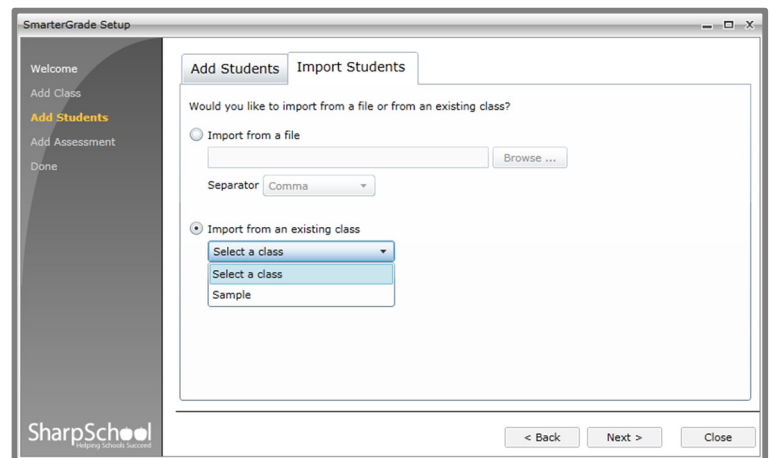 SmarterGrade Setup
Welcome
Add Class
Add Students
Add Assessment
Done
Add Students
Import Students
Would you like to import from a file or from an existing class?
Import from a file
Browse ...
Separator Comma
Import from an existing class
Select a class
Select a class
Sample
SharpSchool
Helping Schools Succeed
< Back
Next >
Close